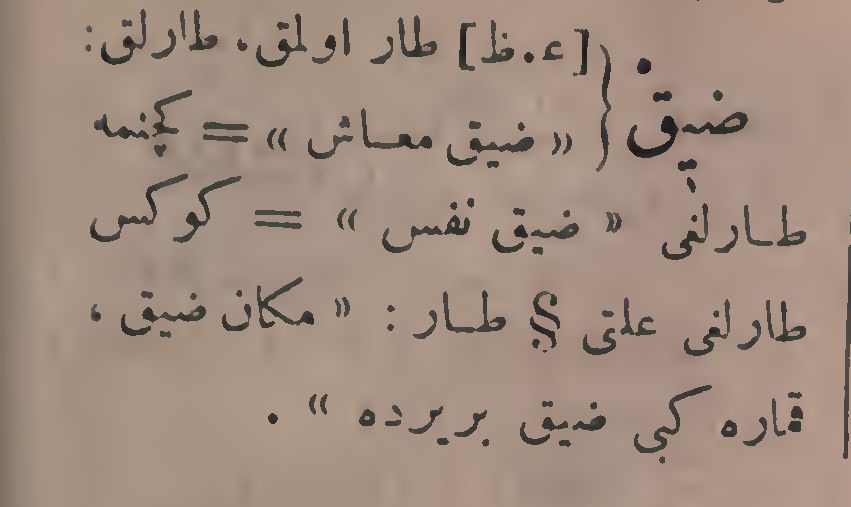 ضيق { [ع.ظ] طار اولمق، طارلق:
« ضيق معاش » = كچنمه
طارلغى « ضيق نفس » = كوكس
طارلغى علتى § طار : « مكان ضيق ،
قاره كبى ضيق بريرده » .